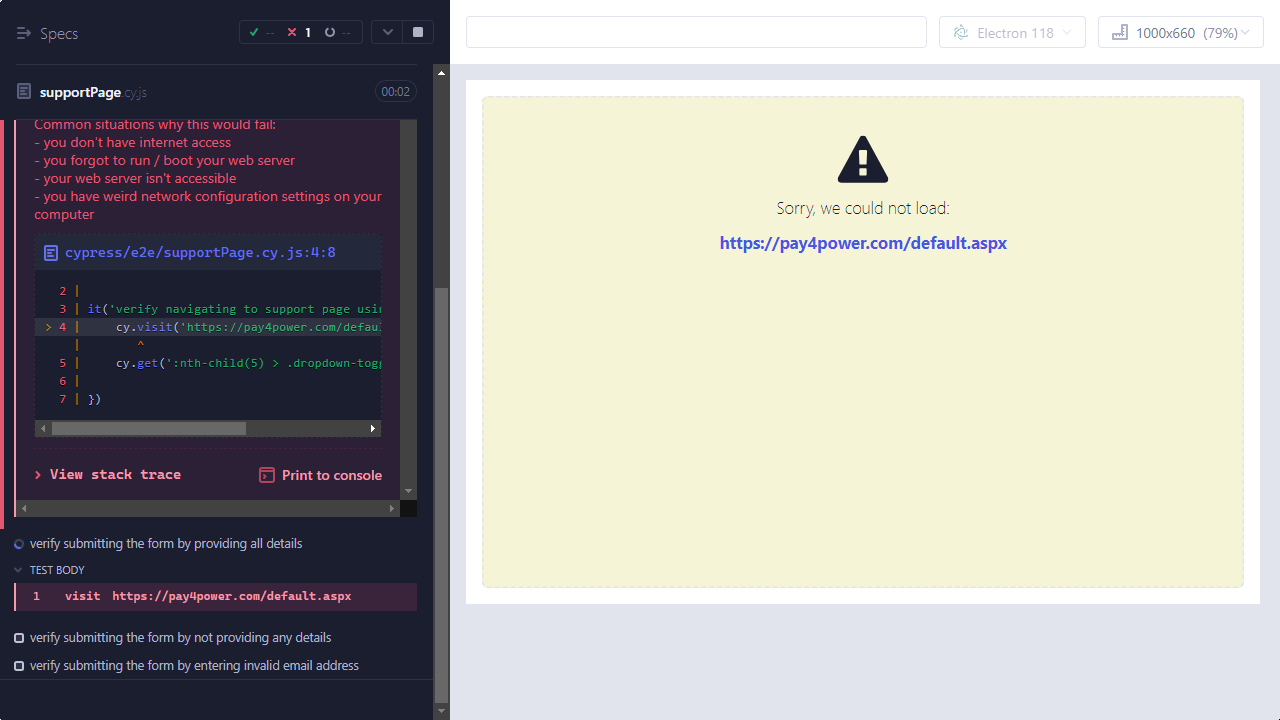 Specs
-- 1 --
Electron 118
1000x660 (79%)
supportPage.cy.js
00:02
Common situations why this would fail:
- you don't have internet access
- you forgot to run / boot your web server
- your web server isn't accessible
- you have weird network configuration settings on your
computer
cypress/e2e/supportPage.cy.js:4:8
2 |
3 | it('verify navigating to support page usin
> 4 | cy.visit('https://pay4power.com/defaul
| ^
5 | cy.get(':nth-child(5) > .dropdown-togg
6 |
7 | })
View stack trace
Print to console
verify submitting the form by providing all details
TEST BODY
1 visit https://pay4power.com/default.aspx
verify submitting the form by not providing any details
verify submitting the form by entering invalid email address
Sorry, we could not load:
https://pay4power.com/default.aspx